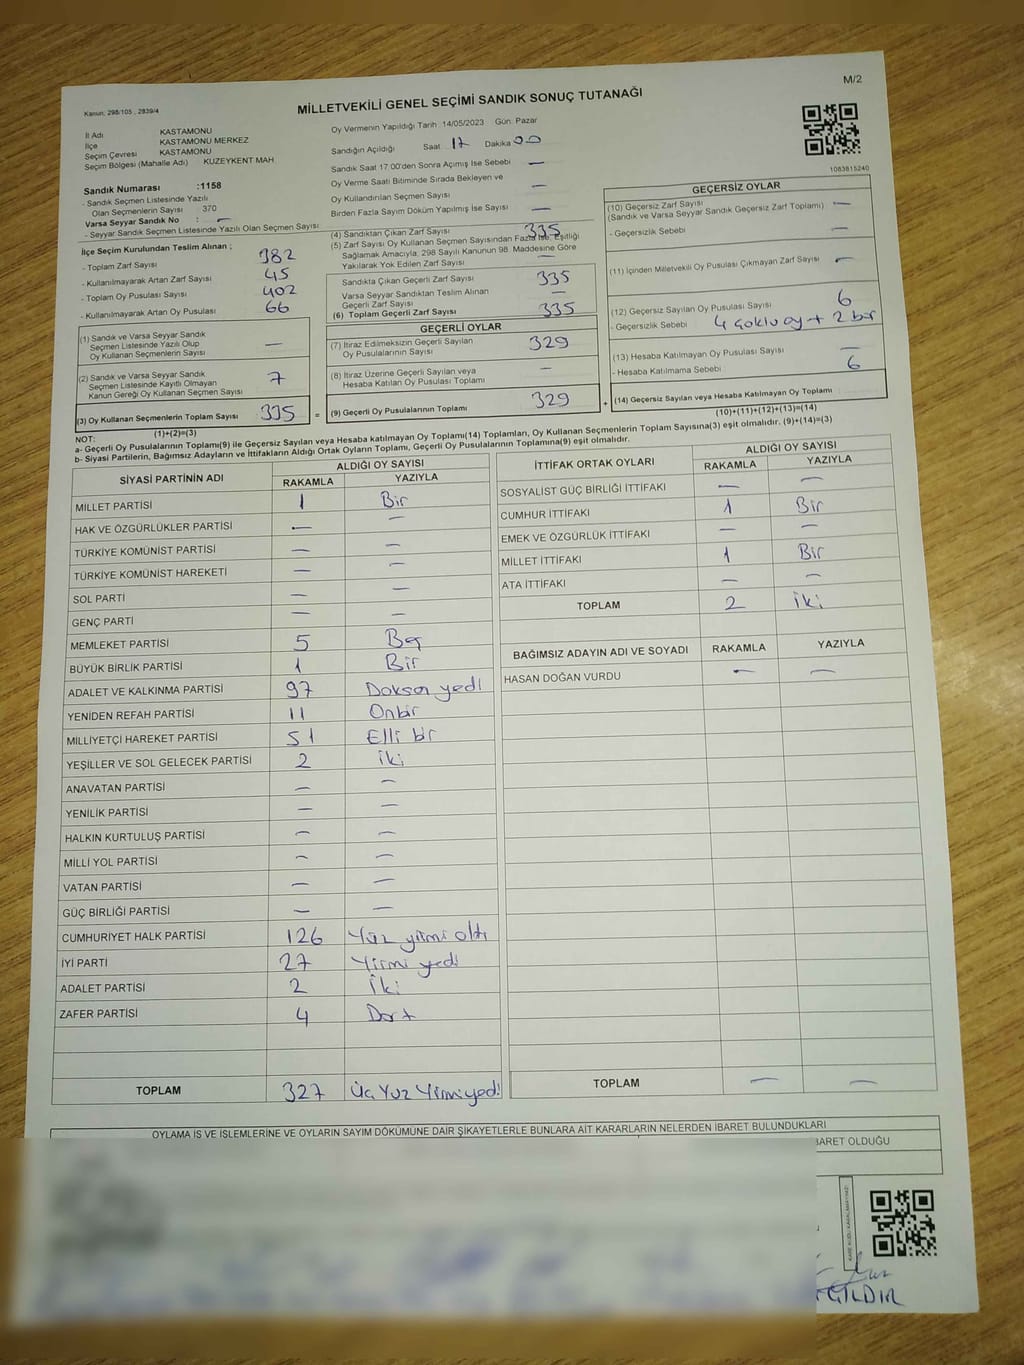 M/2
Kanun: 298/105 , 2839/4
MİLLETVEKİLİ GENEL SEÇİMİ SANDIK SONUÇ TUTANAĞI
İl Adı KASTAMONU
İlçe KASTAMONU MERKEZ
Seçim Çevresi KASTAMONU
Seçim Bölgesi (Mahalle Adı) KUZEYKENT MAH
Sandık Numarası :1158
- Sandık Seçmen Listesinde Yazılı
Olan Seçmenlerin Sayısı 370
Varsa Seyyar Sandık No : —
- Seyyar Sandık Seçmen Listesinde Yazılı Olan Seçmen Sayısı
İlçe Seçim Kurulundan Teslim Alınan ;
- Toplam Zarf Sayısı 382
- Kullanılmayarak Artan Zarf Sayısı 45
- Toplam Oy Pusulası Sayısı 402
- Kullanılmayarak Artan Oy Pusulası 66
(1) Sandık ve Varsa Seyyar Sandık
Seçmen Listesinde Yazılı Olup
Oy Kullanan Seçmenlerin Sayısı —
(2) Sandık ve Varsa Seyyar Sandık
Seçmen Listesinde Kayıtlı Olmayan
Kanun Gereği Oy Kullanan Seçmen Sayısı 7
(3) Oy Kullanan Seçmenlerin Toplam Sayısı 335 =
(1)+(2)=(3)
Oy Vermenin Yapıldığı Tarih :14/05/2023 Gün: Pazar
Sandığın Açıldığı Saat 17 Dakika 00
Sandık Saat 17:00'den Sonra Açımış İse Sebebi —
Oy Verme Saati Bitiminde Sırada Bekleyen ve
Oy Kullandırılan Seçmen Sayısı —
Birden Fazla Sayım Döküm Yapılmış İse Sayısı —
(4) Sandıktan Çıkan Zarf Sayısı 335
(5) Zarf Sayısı Oy Kullanan Seçmen Sayısından Fazla İse, Eşitliği
Sağlamak Amacıyla, 298 Sayılı Kanunun 98. Maddesine Göre
Yakılarak Yok Edilen Zarf Sayısı —
Sandıkta Çıkan Geçerli Zarf Sayısı 335
Varsa Seyyar Sandıktan Teslim Alınan
Geçerli Zarf Sayısı —
(6) Toplam Geçerli Zarf Sayısı 335
GEÇERLİ OYLAR
(7) İtiraz Edilmeksizin Geçerli Sayılan
Oy Pusulalarının Sayısı 329
(8) İtiraz Üzerine Geçerli Sayılan veya
Hesaba Katılan Oy Pusulası Toplamı —
(9) Geçerli Oy Pusulalarının Toplamı 329 +
1083815240
GEÇERSİZ OYLAR
(10) Geçersiz Zarf Sayısı —
(Sandık ve Varsa Seyyar Sandık Geçersiz Zarf Toplamı)
- Geçersizlik Sebebi —
(11) İçinden Milletvekili Oy Pusulası Çıkmayan Zarf Sayısı —
(12) Geçersiz Sayılan Oy Pusulası Sayısı 6
- Geçersizlik Sebebi 4 çoklu oy + 2 bir
(13) Hesaba Katılmayan Oy Pusulası Sayısı —
- Hesaba Katılmama Sebebi 6
(14) Geçersiz Sayılan veya Hesaba Katılmayan Oy Toplamı
(10)+(11)+(12)+(13)=(14)
NOT:
a- Geçerli Oy Pusulalarının Toplamı(9) ile Geçersiz Sayılan veya Hesaba katılmayan Oy Toplamı(14) Toplamları, Oy Kullanan Seçmenlerin Toplam Sayısına(3) eşit olmalıdır. (9)+(14)=(3)
b- Siyasi Partilerin, Bağımsız Adayların ve İttifakların Aldığı Ortak Oyların Toplamı, Geçerli Oy Pusulalarının Toplamına(9) eşit olmalıdır.
SİYASİ PARTİNİN ADI ALDIĞI OY SAYISI
RAKAMLA YAZIYLA
MİLLET PARTİSİ 1 Bir
HAK VE ÖZGÜRLÜKLER PARTİSİ — —
TÜRKİYE KOMÜNİST PARTİSİ — —
TÜRKİYE KOMÜNİST HAREKETİ — —
SOL PARTİ — —
GENÇ PARTİ — —
MEMLEKET PARTİSİ 5 Beş
BÜYÜK BİRLİK PARTİSİ 1 Bir
ADALET VE KALKINMA PARTİSİ 97 Doksan yedi
YENİDEN REFAH PARTİSİ 11 Onbir
MİLLİYETÇİ HAREKET PARTİSİ 51 Elli bir
YEŞİLLER VE SOL GELECEK PARTİSİ 2 İki
ANAVATAN PARTİSİ — —
YENİLİK PARTİSİ — —
HALKIN KURTULUŞ PARTİSİ — —
MİLLİ YOL PARTİSİ — —
VATAN PARTİSİ — —
GÜÇ BİRLİĞİ PARTİSİ — —
CUMHURİYET HALK PARTİSİ 126 Yüz yirmi altı
İYİ PARTİ 27 Yirmi yedi
ADALET PARTİSİ 2 İki
ZAFER PARTİSİ 4 Dört
TOPLAM 327 Üç Yüz Yirmiyedi
İTTİFAK ORTAK OYLARI ALDIĞI OY SAYISI
RAKAMLA YAZIYLA
SOSYALİST GÜÇ BİRLİĞİ İTTİFAKI — —
CUMHUR İTTİFAKI 1 Bir
EMEK VE ÖZGÜRLÜK İTTİFAKI — —
MİLLET İTTİFAKI 1 Bir
ATA İTTİFAKI — —
TOPLAM 2 iki
BAĞIMSIZ ADAYIN ADI VE SOYADI RAKAMLA YAZIYLA
HASAN DOĞAN VURDU — —
TOPLAM — —
OYLAMA İŞ VE İŞLEMLERİNE VE OYLARIN SAYIM DÖKÜMÜNE DAİR ŞİKAYETLERLE BUNLARA AİT KARARLARIN NELERDEN İBARET BULUNDUKLARI
BARET OLDUĞU